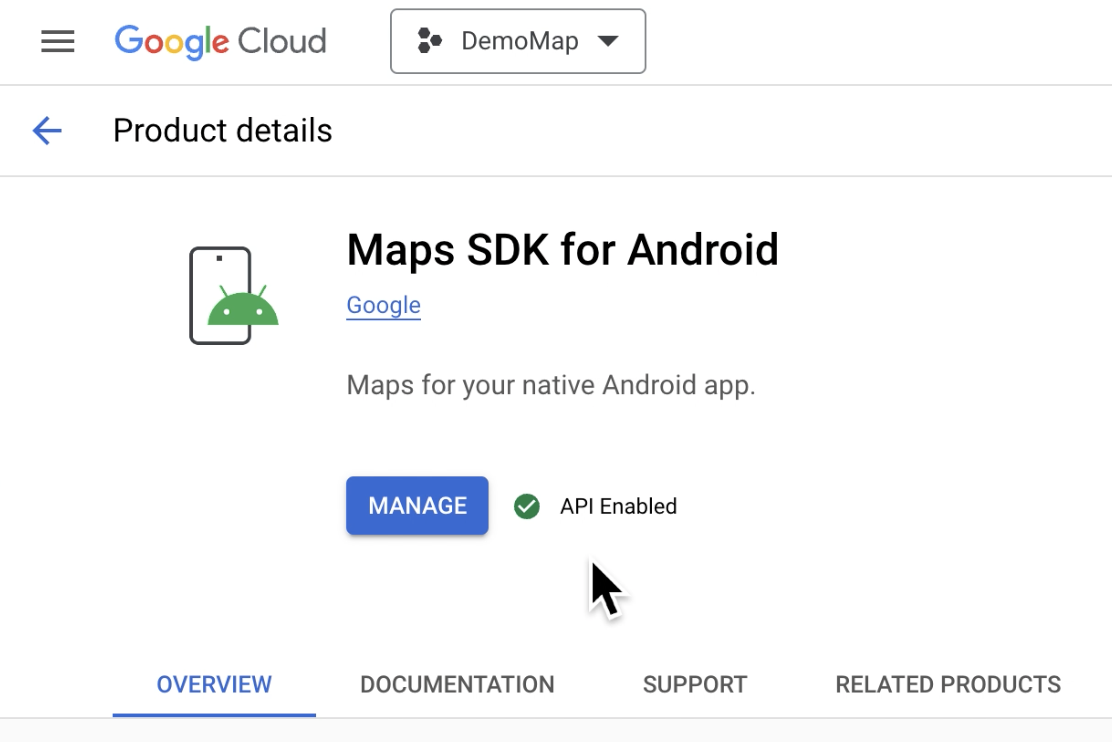 Google Cloud DemoMap
Product details
Maps SDK for Android
Google
Maps for your native Android app.
MANAGE API Enabled
OVERVIEW DOCUMENTATION SUPPORT RELATED PRODUCTS